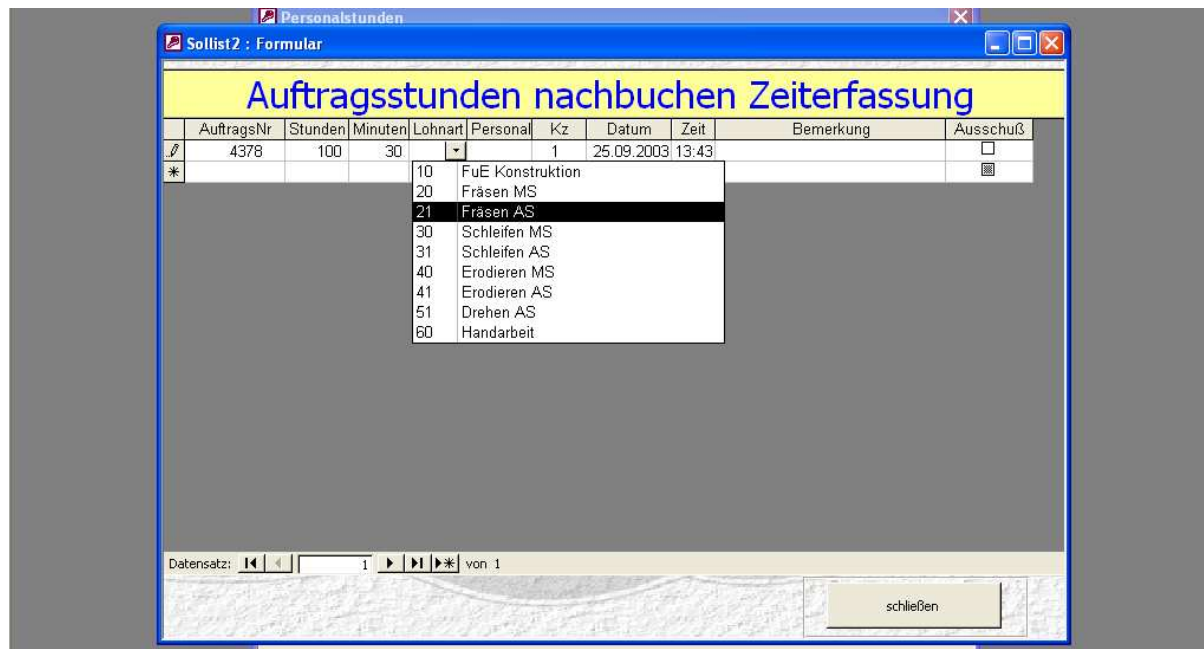 Personalstunden
Sollist2 : Formular
Auftragsstunden nachbuchen Zeiterfassung
AuftragsNr Stunden Minuten Lohnart Personal Kz Datum Zeit Bemerkung Ausschuß
4378 100 30 1 25.09.2003 13:43
10 FuE Konstruktion
20 Fräsen MS
21 Fräsen AS
30 Schleifen MS
31 Schleifen AS
40 Erodieren MS
41 Erodieren AS
51 Drehen AS
60 Handarbeit
Datensatz: 1 von 1
schließen